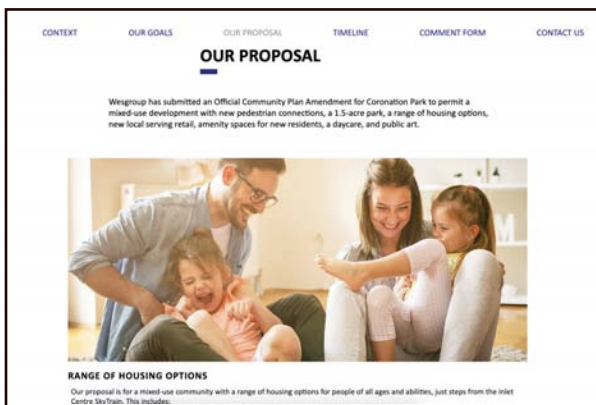 CONTEXT OUR GOALS OUR PROPOSAL TIMELINE COMMENT FORM CONTACT US
OUR PROPOSAL
Wesgroup has submitted an Official Community Plan Amendment for Coronation Park to permit a
mixed-use development with new pedestrian connections, a 1.5-acre park, a range of housing options,
new local serving retail, amenity spaces for new residents, a daycare, and public art.
RANGE OF HOUSING OPTIONS
Our proposal is for a mixed-use community with a range of housing options for people of all ages and abilities, just steps from the Inlet
Centre SkyTrain. This includes: